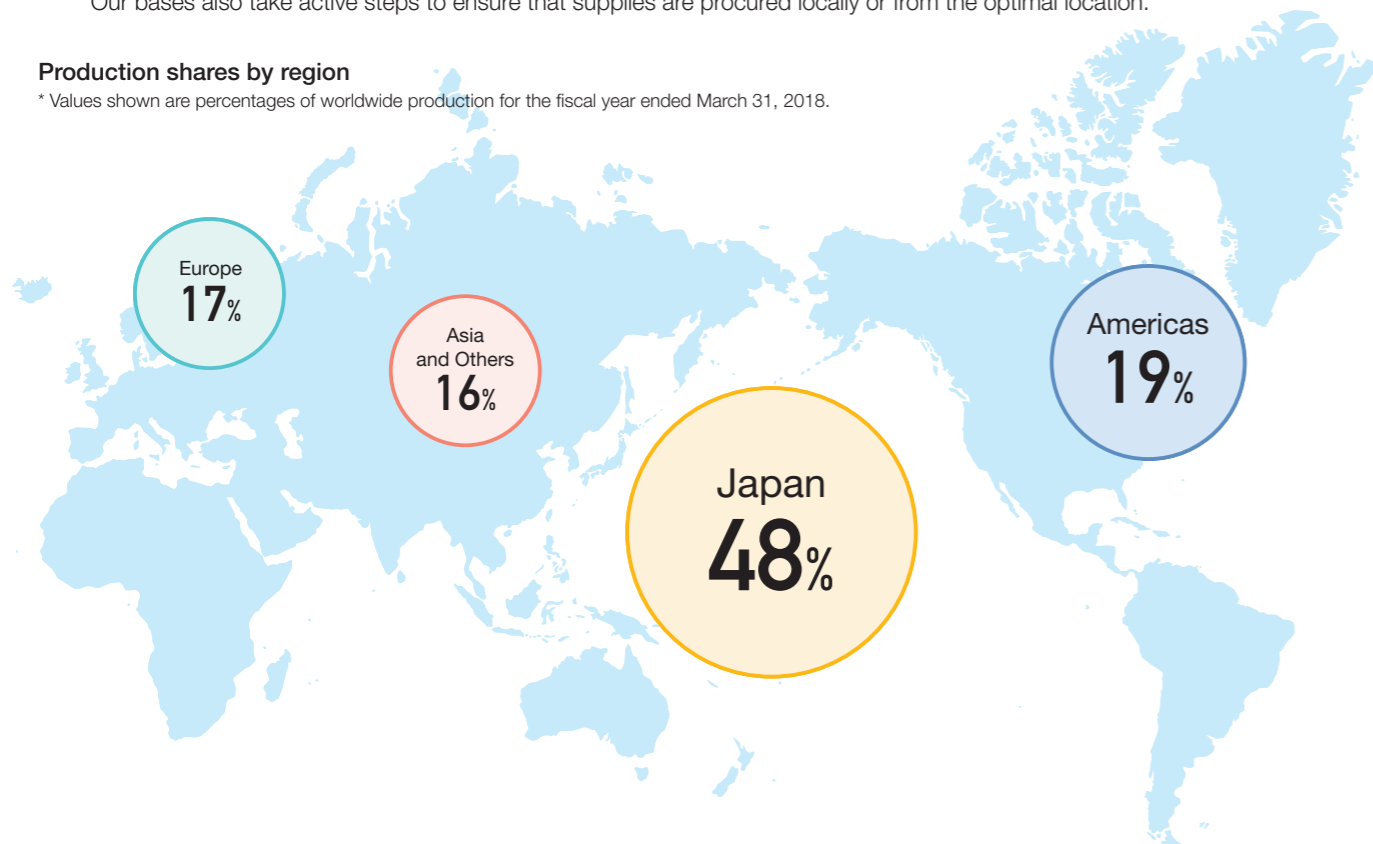 Our bases also take active steps to ensure that supplies are procured locally or from the optimal location.
Production shares by region
* Values shown are percentages of worldwide production for the fiscal year ended March 31, 2018.
Europe
17%
Asia
and Others
16%
Americas
19%
Japan
48%